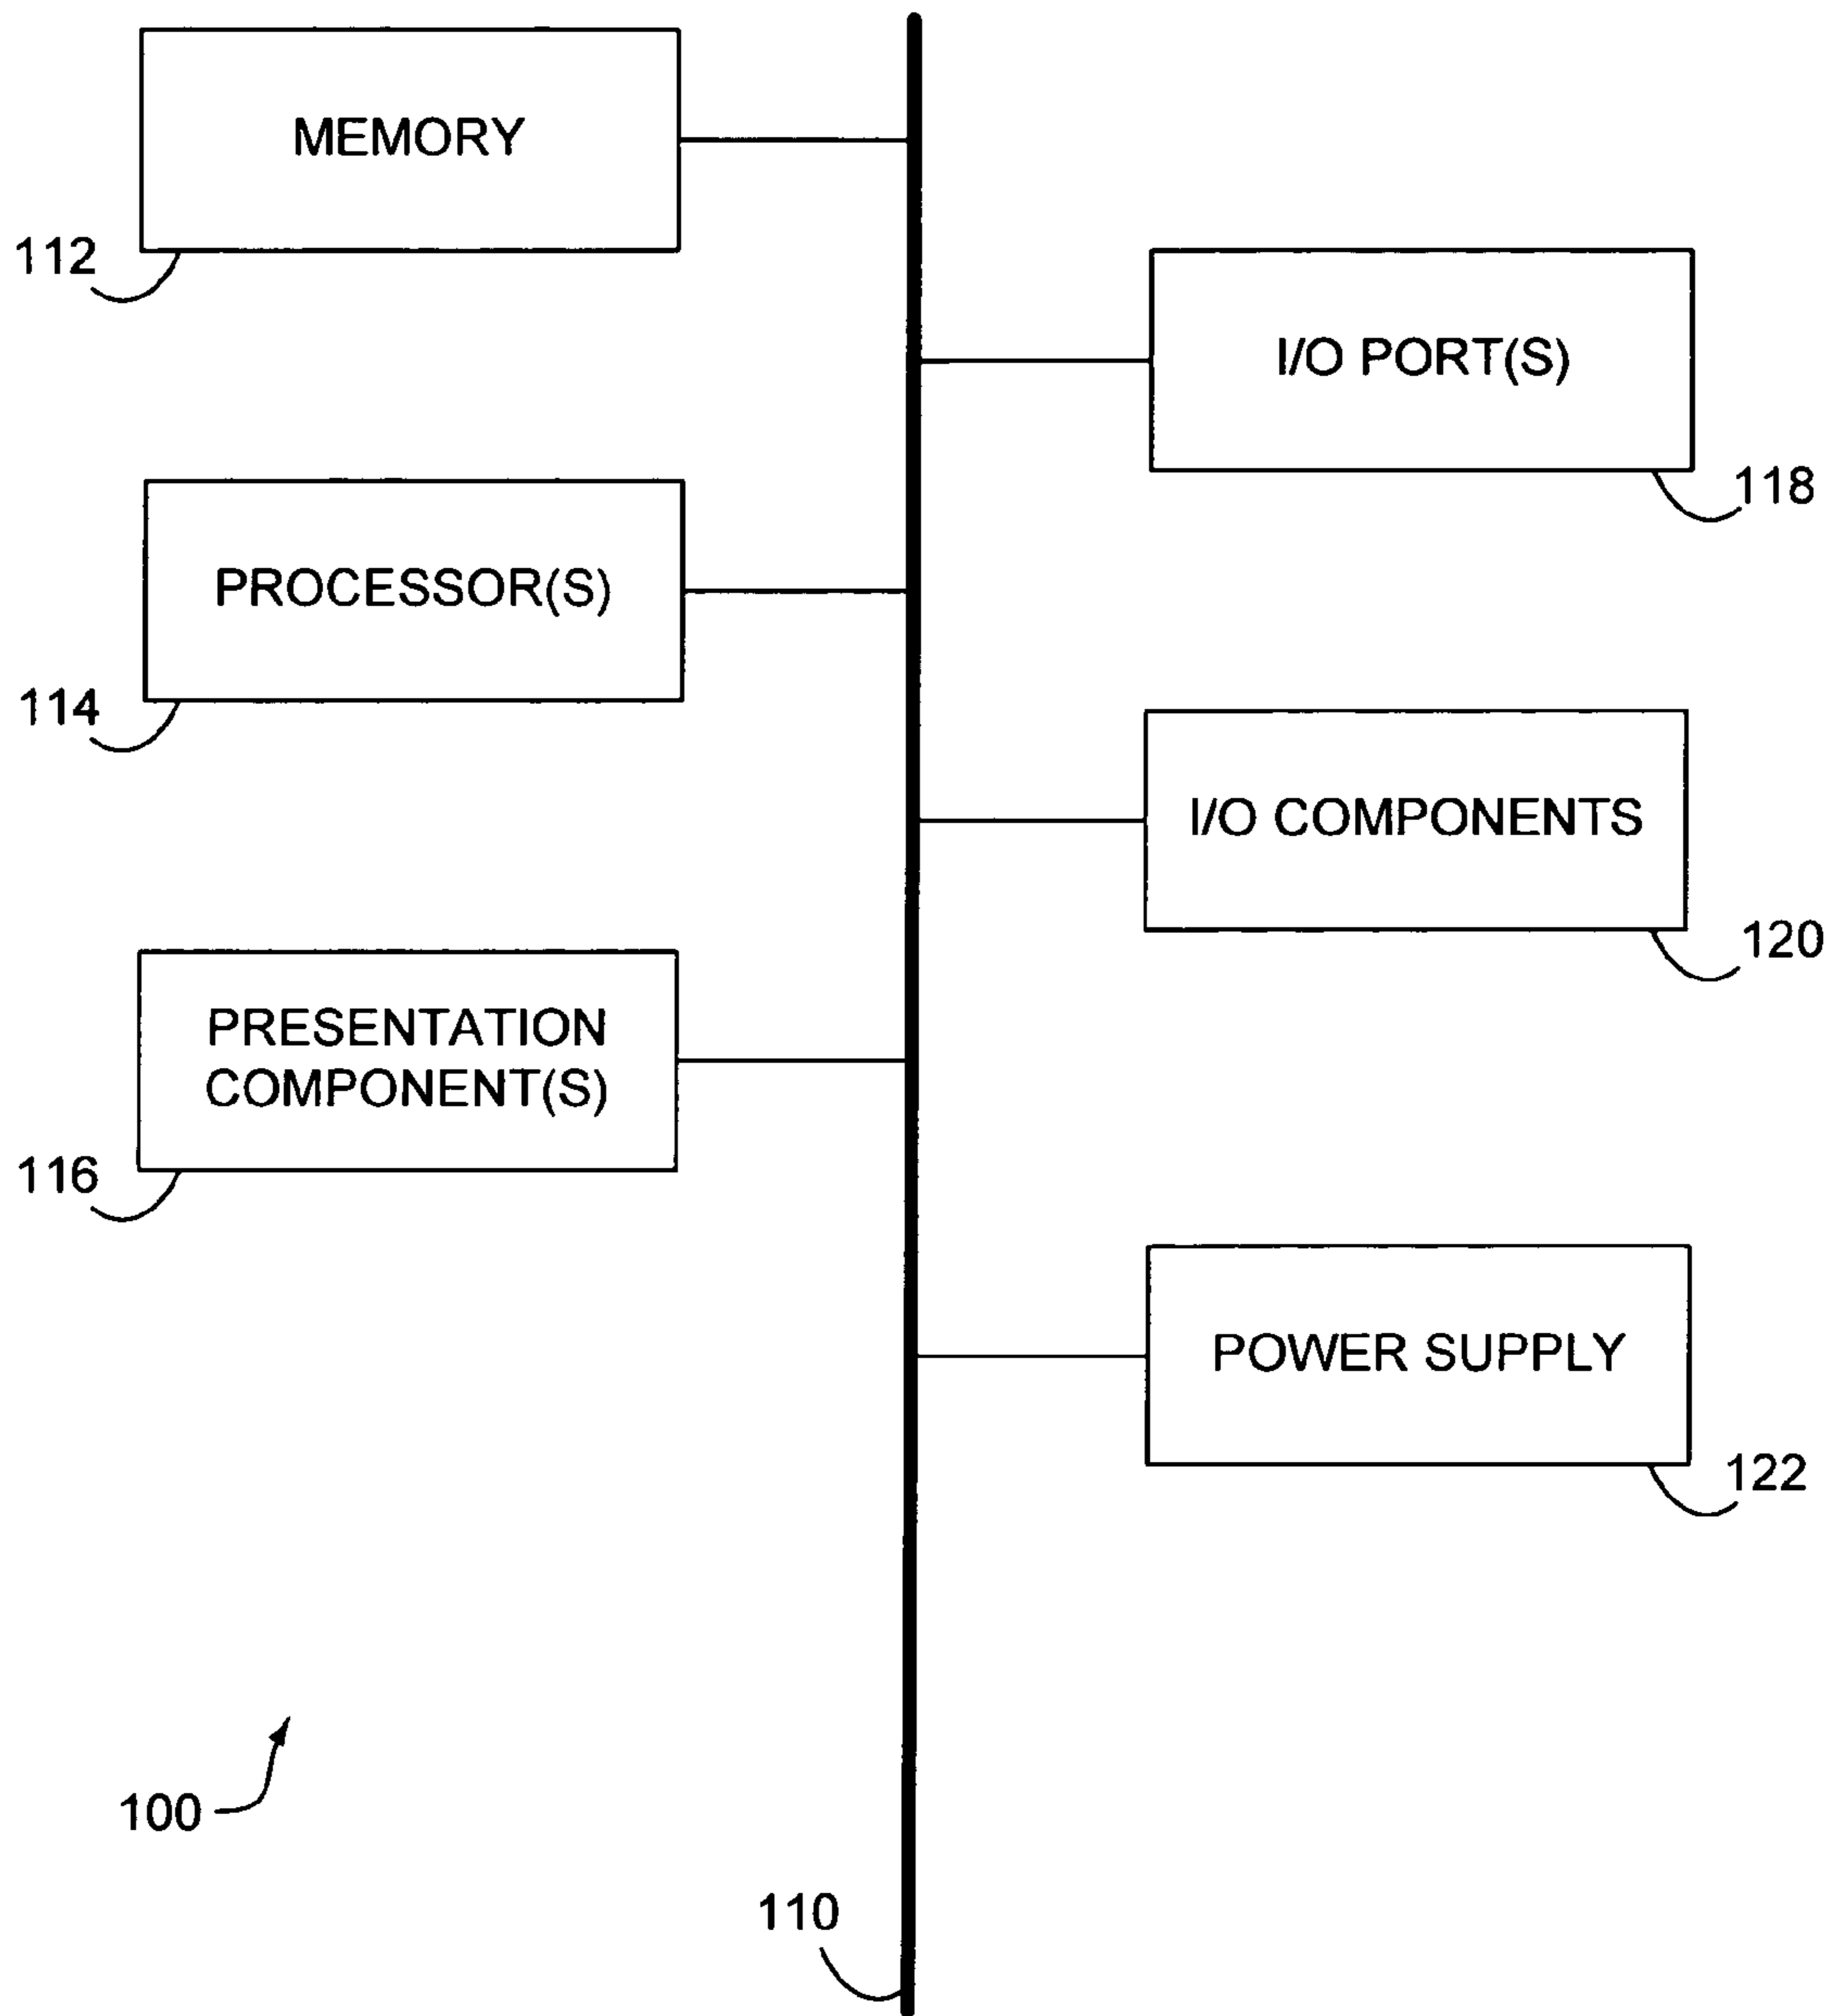 MEMORY
112
I/O PORT(S)
118
PROCESSOR(S)
114
I/O COMPONENTS
120
PRESENTATION
COMPONENT(S)
116
POWER SUPPLY
122
100
110